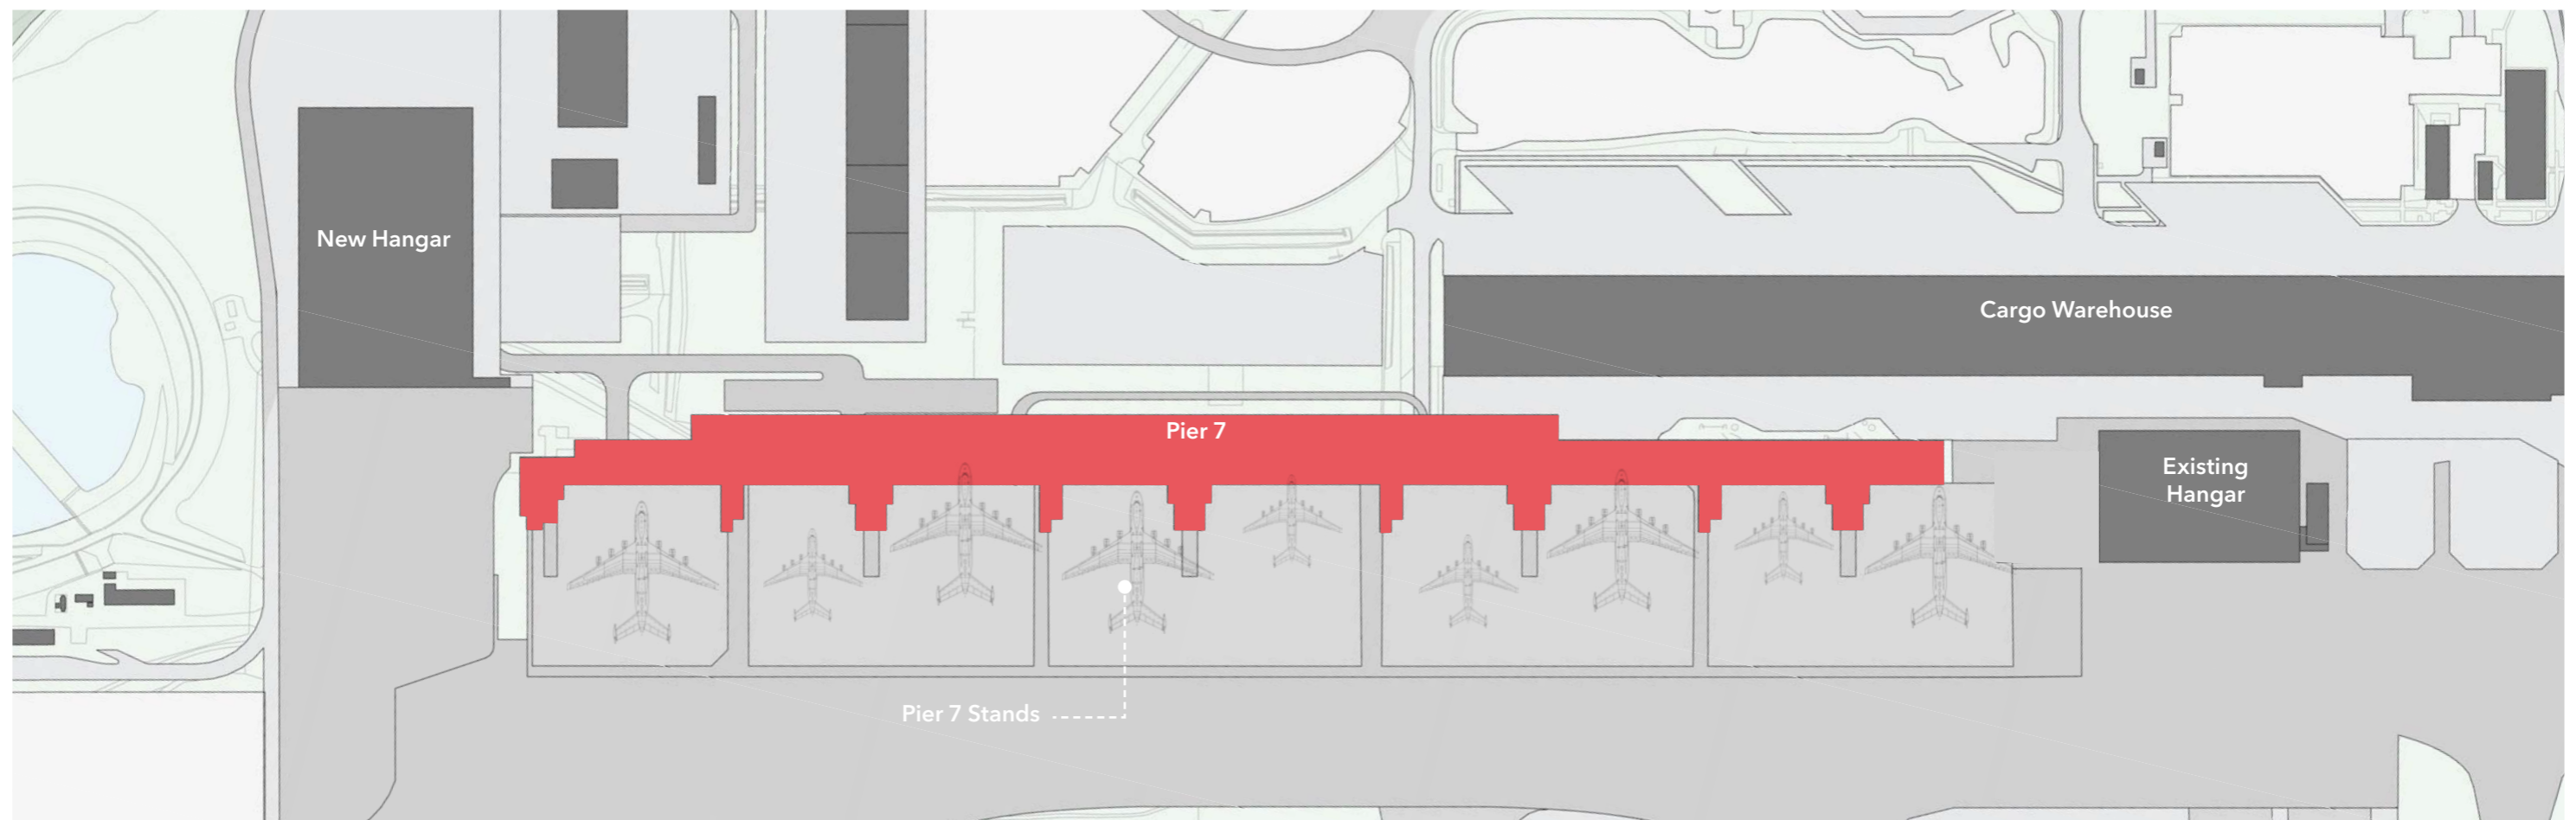 New Hangar
Cargo Warehouse
Pier 7
Existing
Hangar
Pier 7 Stands